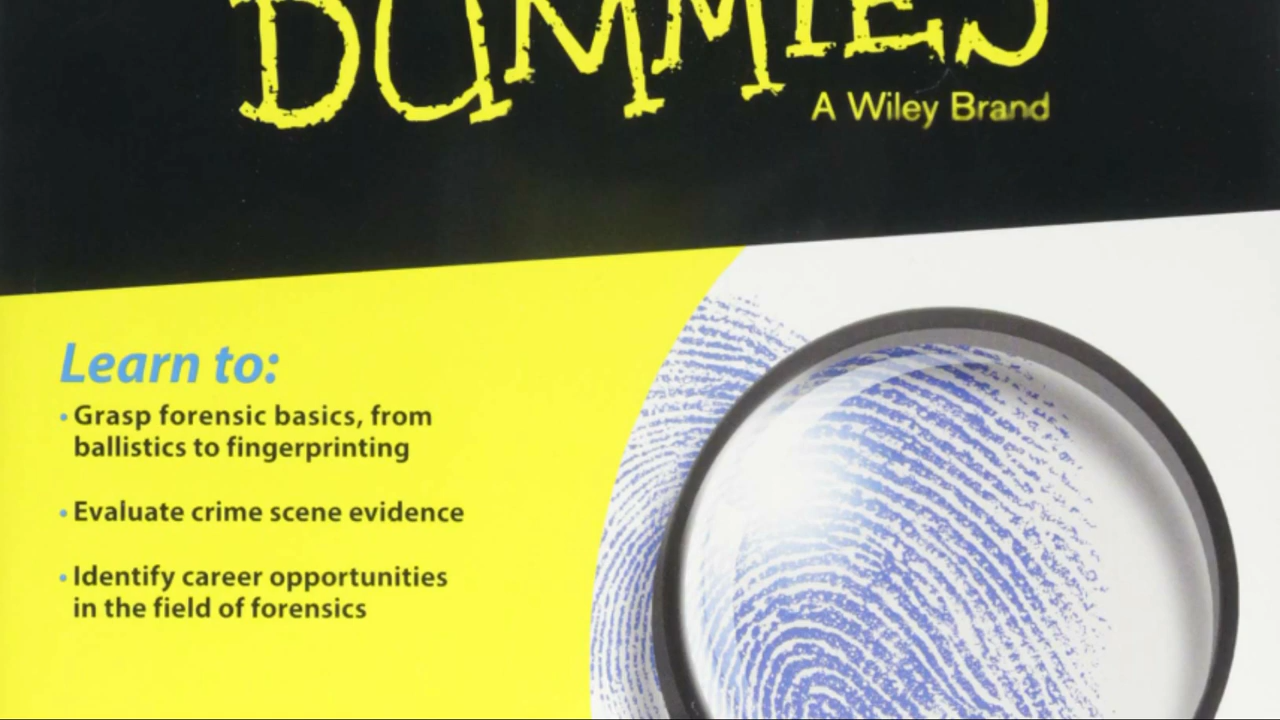 DUMMIES
A Wiley Brand
Learn to:
• Grasp forensic basics, from
ballistics to fingerprinting
• Evaluate crime scene evidence
• Identify career opportunities
in the field of forensics